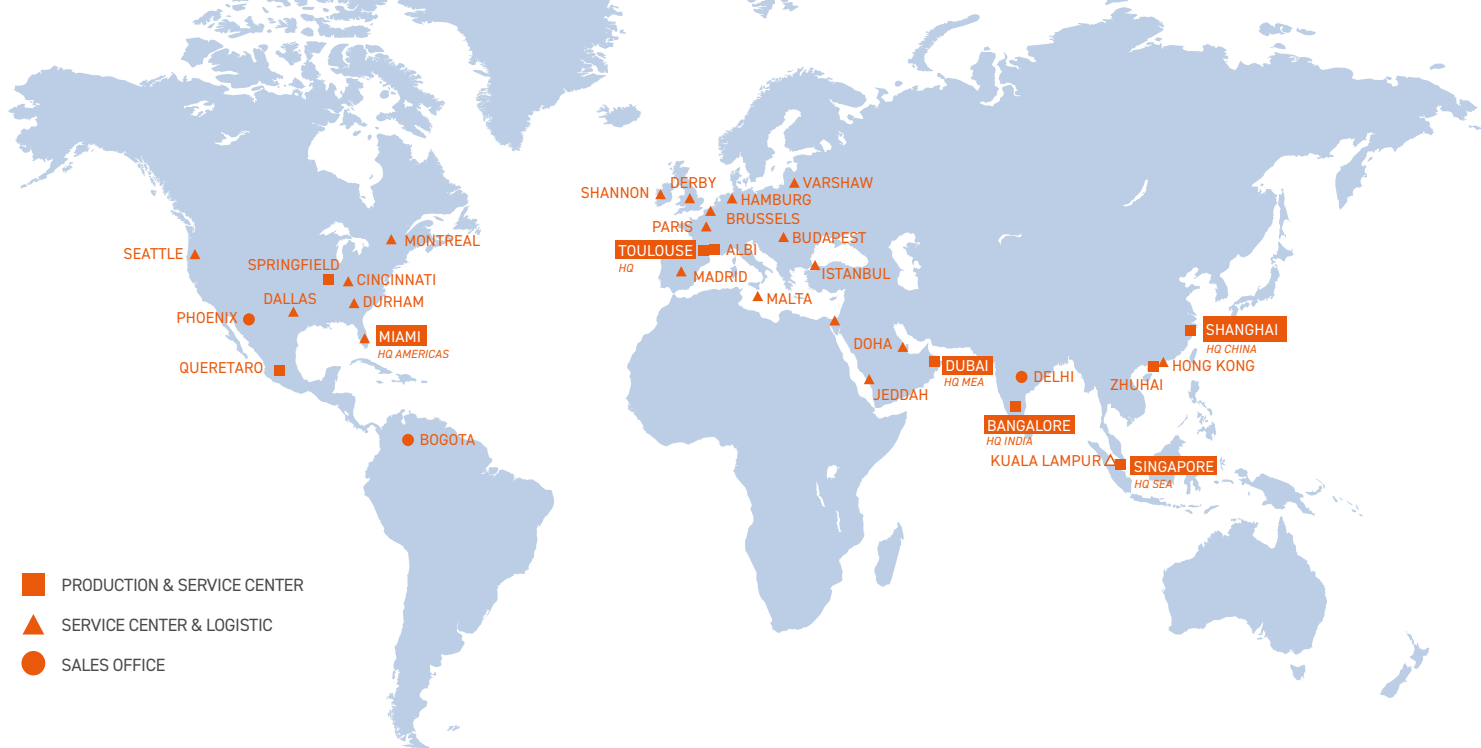 SEATTLE
MONTREAL
SPRINGFIELD
CINCINNATI
DALLAS
DURHAM
PHOENIX
MIAMI
HQ AMERICAS
QUERETARO
BOGOTA
SHANNON
DERBY
VARSHAW
HAMBURG
BRUSSELS
PARIS
BUDAPEST
TOULOUSE
HQ
ALBI
MADRID
ISTANBUL
MALTA
DOHA
DUBAI
HQ MEA
JEDDAH
DELHI
BANGALORE
HQ INDIA
SHANGHAI
HQ CHINA
HONG KONG
ZHUHAI
KUALA LAMPUR
SINGAPORE
HQ SEA
PRODUCTION & SERVICE CENTER
SERVICE CENTER & LOGISTIC
SALES OFFICE